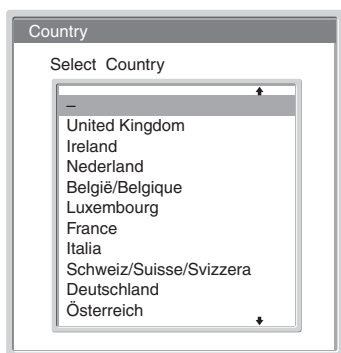 Country
Select Country
–
United Kingdom
Ireland
Nederland
België/Belgique
Luxembourg
France
Italia
Schweiz/Suisse/Svizzera
Deutschland
Österreich